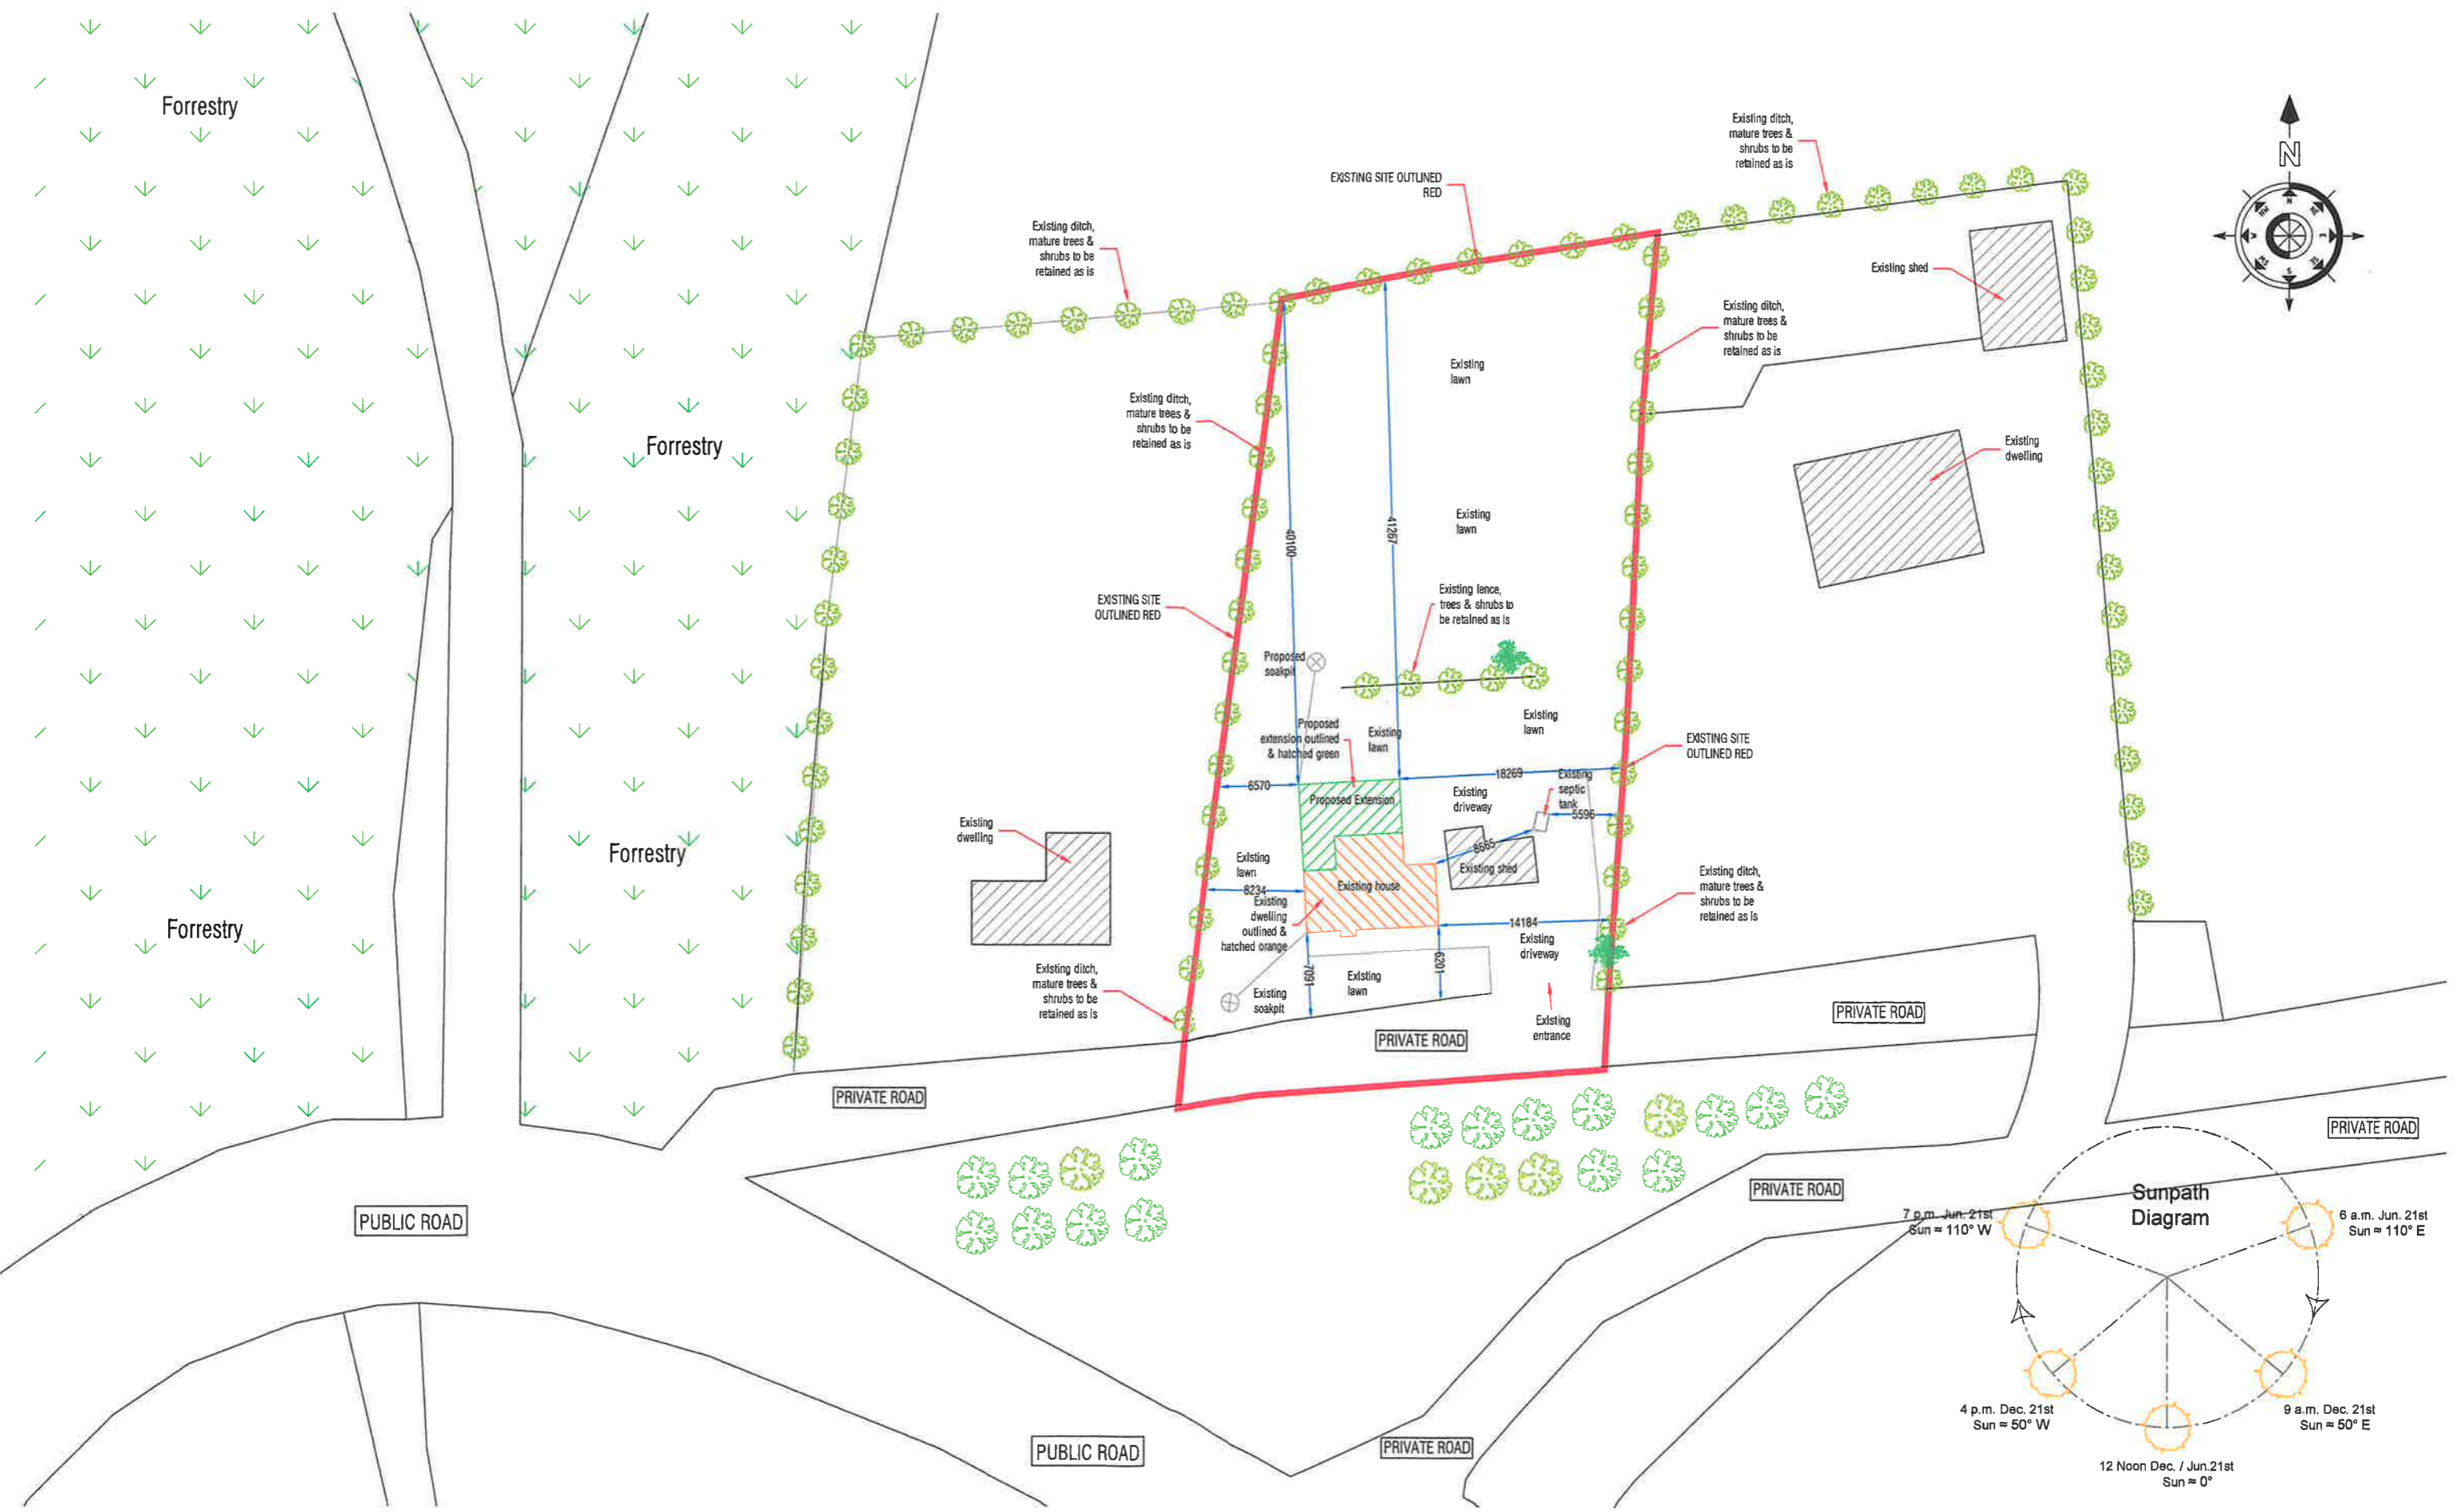 Forrestry
Existing ditch,
mature trees &
shrubs to be
retained as is
EXISTING SITE OUTLINED
RED
Existing ditch,
mature trees &
shrubs to be
retained as is
N
N
NE
E
SE
S
SW
W
NW
Existing shed
Existing ditch,
mature trees &
shrubs to be
retained as is
Existing
lawn
Existing ditch,
mature trees &
shrubs to be
retained as is
Forrestry
Existing
dwelling
40100
41267
Existing
lawn
EXISTING SITE
OUTLINED RED
Existing fence,
trees & shrubs to
be retained as is
Proposed
soakpit
Proposed
extension outlined
& hatched green
Existing
lawn
Existing
lawn
EXISTING SITE
OUTLINED RED
6570
18269
Existing
septic
tank
Proposed Extension
Existing
driveway
5596
Existing
dwelling
Forrestry
8665
Existing
lawn
Existing shed
8234
Existing house
Existing
dwelling
outlined &
hatched orange
Existing ditch,
mature trees &
shrubs to be
retained as is
Forrestry
14184
Existing
driveway
7091
6201
Existing ditch,
mature trees &
shrubs to be
retained as is
Existing
lawn
Existing
soakpit
Existing
entrance
PRIVATE ROAD
PRIVATE ROAD
PRIVATE ROAD
PRIVATE ROAD
PRIVATE ROAD
PUBLIC ROAD
Sunpath
Diagram
7 p.m. Jun. 21st
Sun ≈ 110° W
6 a.m. Jun. 21st
Sun ≈ 110° E
4 p.m. Dec. 21st
Sun ≈ 50° W
9 a.m. Dec. 21st
Sun ≈ 50° E
PUBLIC ROAD
PRIVATE ROAD
12 Noon Dec. / Jun.21st
Sun ≈ 0°